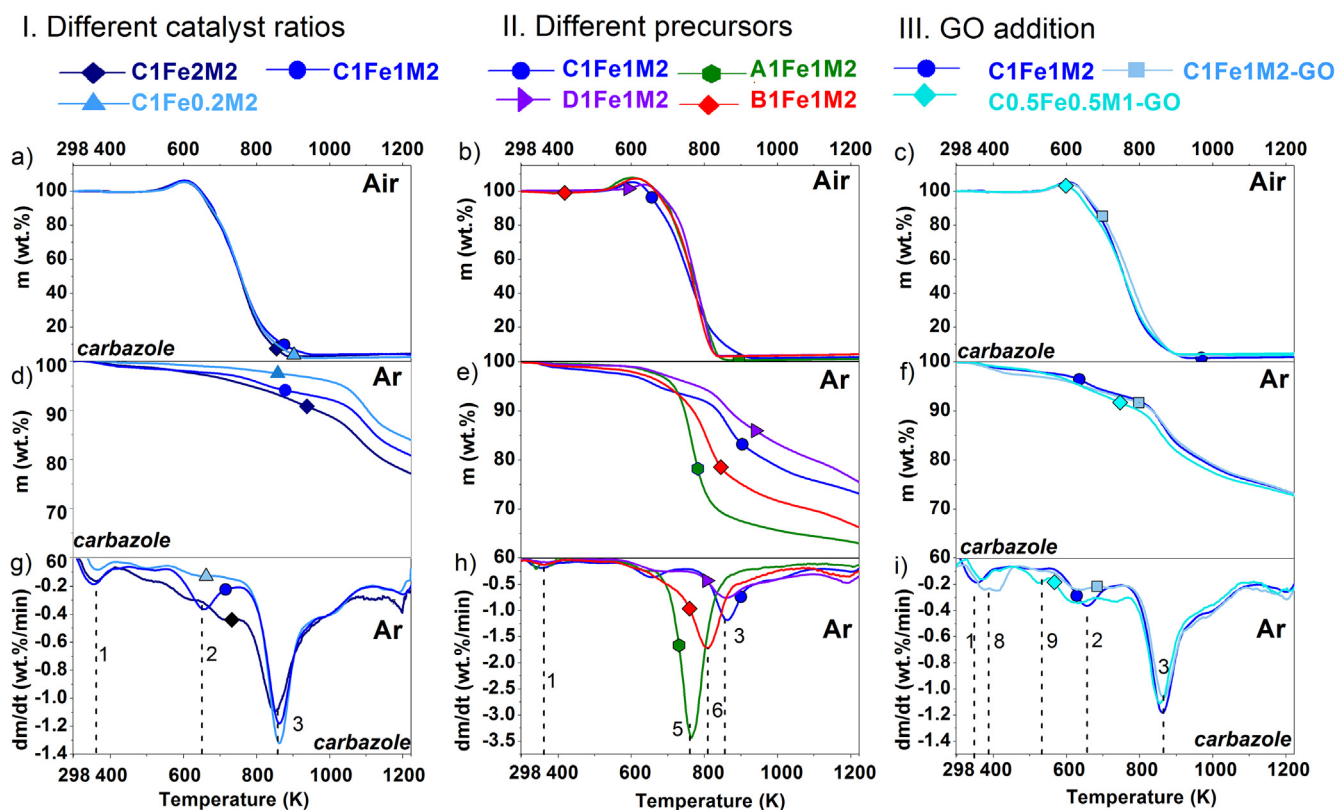 I. Different catalyst ratios
II. Different precursors
III. GO addition
C1Fe2M2 C1Fe1M2
C1Fe0.2M2
C1Fe1M2 A1Fe1M2
D1Fe1M2 B1Fe1M2
C1Fe1M2 C1Fe1M2-GO
C0.5Fe0.5M1-GO
a)
298 400 600 800 1000 1200
Air
m (wt.%)
100
80
60
40
20
carbazole
b)
298 400 600 800 1000 1200
Air
m (wt.%)
100
80
60
40
20
c)
298 400 600 800 1000 1200
Air
m (wt.%)
100
80
60
40
20
d)
Ar
m (wt.%)
100
90
80
70
60
carbazole
e)
Ar
m (wt.%)
100
90
80
70
60
f)
Ar
m (wt.%)
100
90
80
70
60
carbazole
g)
Ar
dm/dt (wt.%/min)
-0.2
-0.4
-0.6
-0.8
-1.0
-1.2
-1.4
1
2
3
carbazole
298 400 600 800 1000 1200
Temperature (K)
h)
Ar
dm/dt (wt.%/min)
-0.5
-1.0
-1.5
-2.0
-2.5
-3.0
-3.5
1
5
6
3
298 400 600 800 1000 1200
Temperature (K)
i)
Ar
dm/dt (wt.%/min)
-0.2
-0.4
-0.6
-0.8
-1.0
-1.2
-1.4
1
8
9
2
3
carbazole
298 400 600 800 1000 1200
Temperature (K)